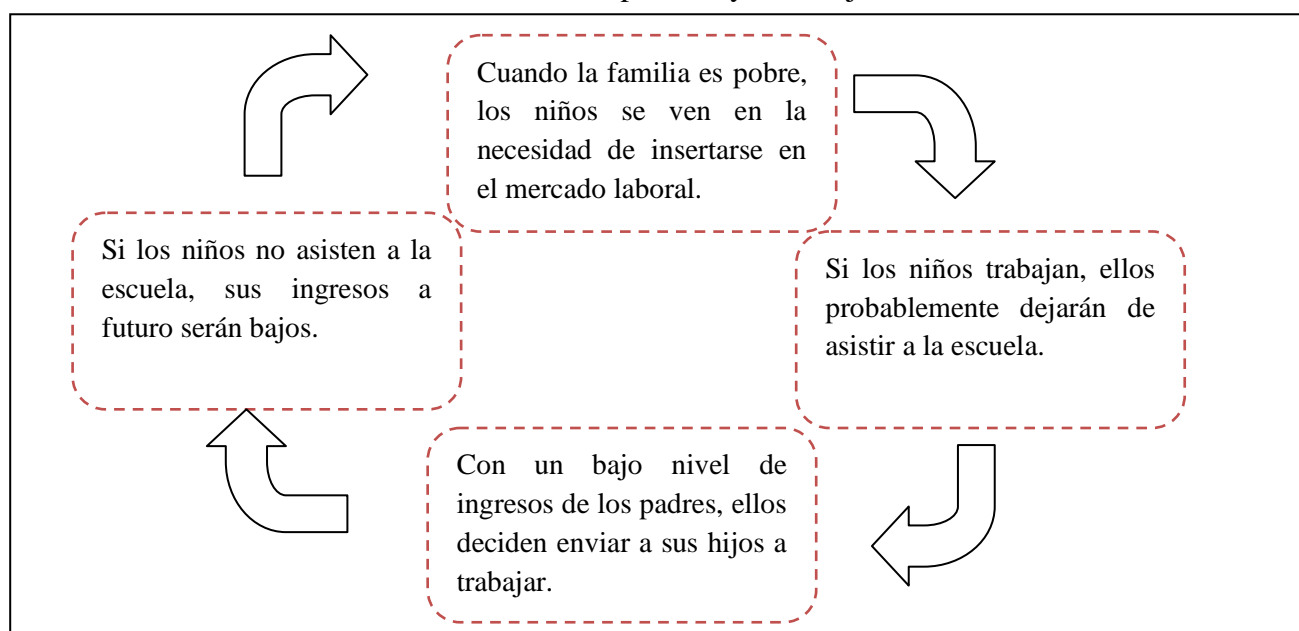 Cuando la familia es pobre,
los niños se ven en la
necesidad de insertarse en
el mercado laboral.
Si los niños trabajan, ellos
probablemente dejarán de
asistir a la escuela.
Con un bajo nivel de
ingresos de los padres, ellos
deciden enviar a sus hijos a
trabajar.
Si los niños no asisten a la
escuela, sus ingresos a
futuro serán bajos.